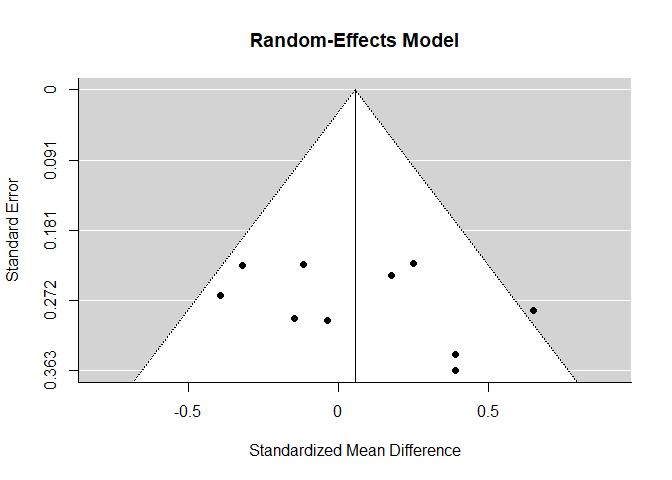 Random-Effects Model
Standard Error
0
0.091
0.181
0.272
0.363
-0.5
0
0.5
Standardized Mean Difference